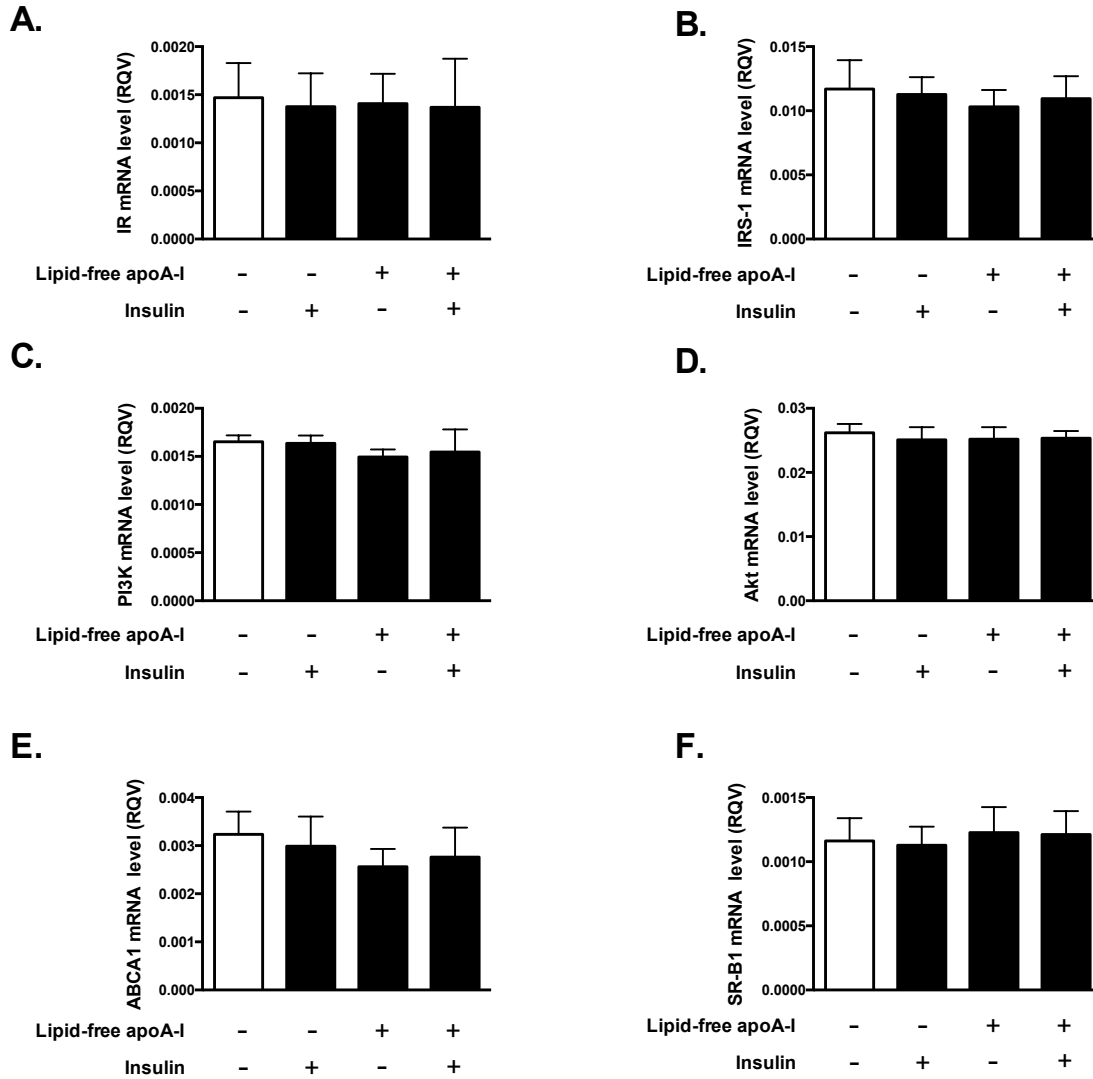 A.
IR mRNA level (RQV)
0.0020
0.0015
0.0010
0.0005
0.0000
Lipid-free apoA-I - - + +
Insulin - + - +
B.
IRS-1 mRNA level (RQV)
0.015
0.010
0.005
0.000
Lipid-free apoA-I - - + +
Insulin - + - +
C.
PI3K mRNA level (RQV)
0.0020
0.0015
0.0010
0.0005
0.0000
Lipid-free apoA-I - - + +
Insulin - + - +
D.
Akt mRNA level (RQV)
0.03
0.02
0.01
0.00
Lipid-free apoA-I - - + +
Insulin - + - +
E.
ABCA1 mRNA level (RQV)
0.004
0.003
0.002
0.001
0.000
Lipid-free apoA-I - - + +
Insulin - + - +
F.
SR-B1 mRNA level (RQV)
0.0015
0.0010
0.0005
0.0000
Lipid-free apoA-I - - + +
Insulin - + - +